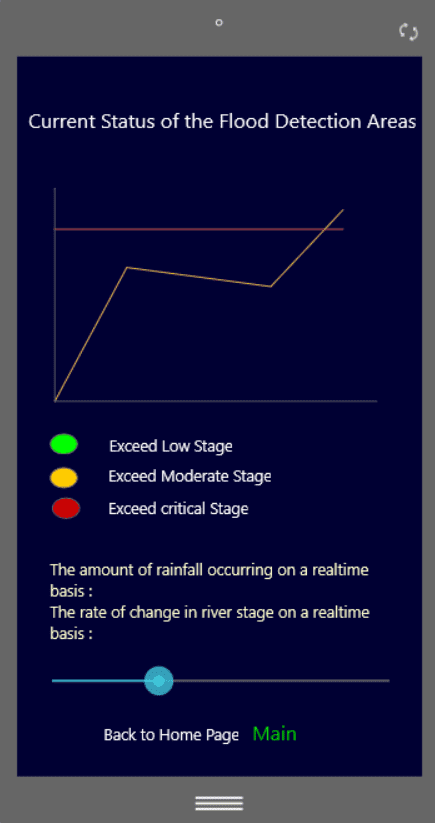 Current Status of the Flood Detection Areas
Exceed Low Stage
Exceed Moderate Stage
Exceed critical Stage
The amount of rainfall occurring on a realtime
basis :
The rate of change in river stage on a realtime
basis :
Back to Home Page Main